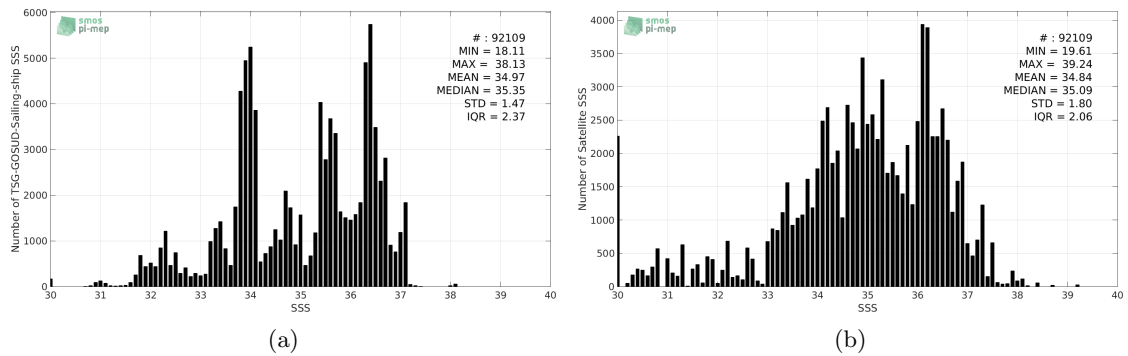 smos
pi-mep
# : 92109
MIN = 18.11
MAX = 38.13
MEAN = 34.97
MEDIAN = 35.35
STD = 1.47
IQR = 2.37
Number of TSG-GOSUD-Sailing-ship SSS
6000
5000
4000
3000
2000
1000
0
30 31 32 33 34 35 36 37 38 39 40
SSS
(a)
smos
pi-mep
# : 92109
MIN = 19.61
MAX = 39.24
MEAN = 34.84
MEDIAN = 35.09
STD = 1.80
IQR = 2.06
Number of Satellite SSS
4000
3500
3000
2500
2000
1500
1000
500
0
30 31 32 33 34 35 36 37 38 39 40
SSS
(b)